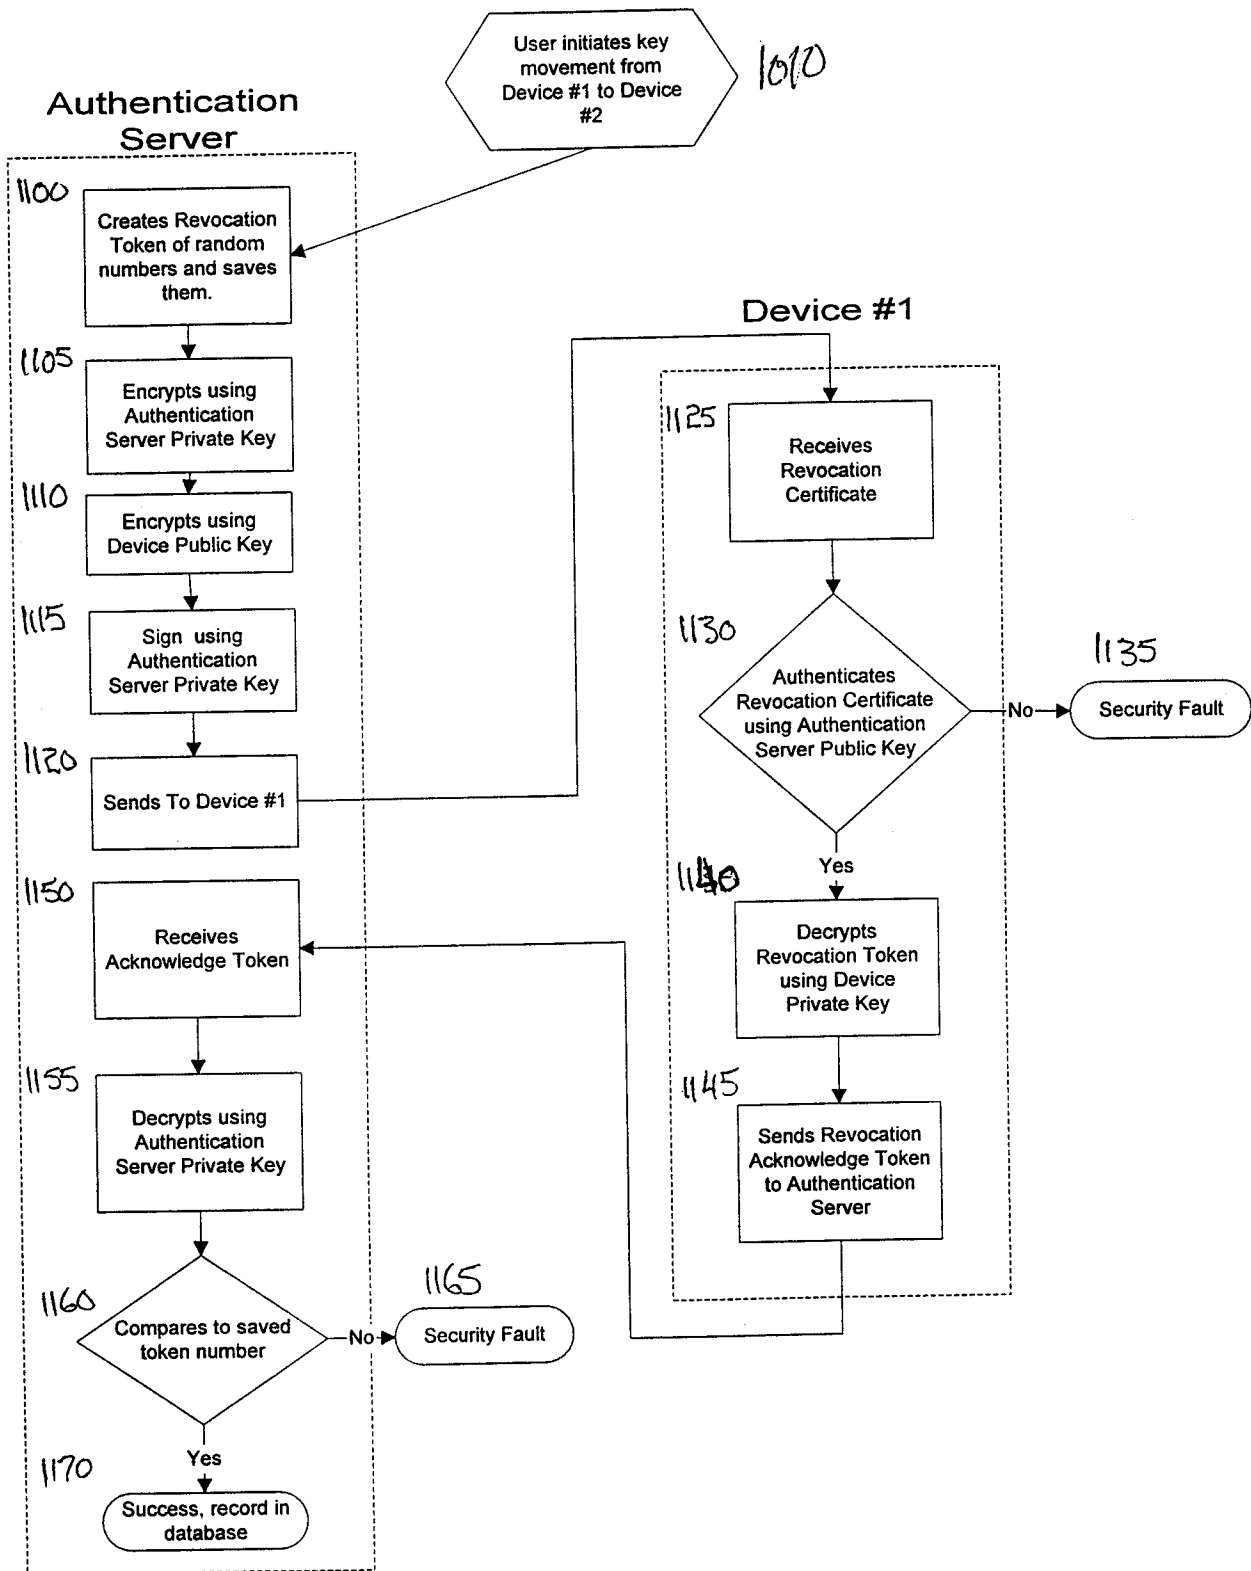 User initiates key
movement from
Device #1 to Device
#2
1010
Authentication
Server
1100
Creates Revocation
Token of random
numbers and saves
them.
1105
Encrypts using
Authentication
Server Private Key
1110
Encrypts using
Device Public Key
1115
Sign using
Authentication
Server Private Key
1120
Sends To Device #1
Device #1
1125
Receives
Revocation
Certificate
1130
Authenticates
Revocation Certificate
using Authentication
Server Public Key
No
1135
Security Fault
Yes
1140
Decrypts
Revocation Token
using Device
Private Key
1145
Sends Revocation
Acknowledge Token
to Authentication
Server
1150
Receives
Acknowledge Token
1155
Decrypts using
Authentication
Server Private Key
1160
Compares to saved
token number
No
1165
Security Fault
Yes
1170
Success, record in
database